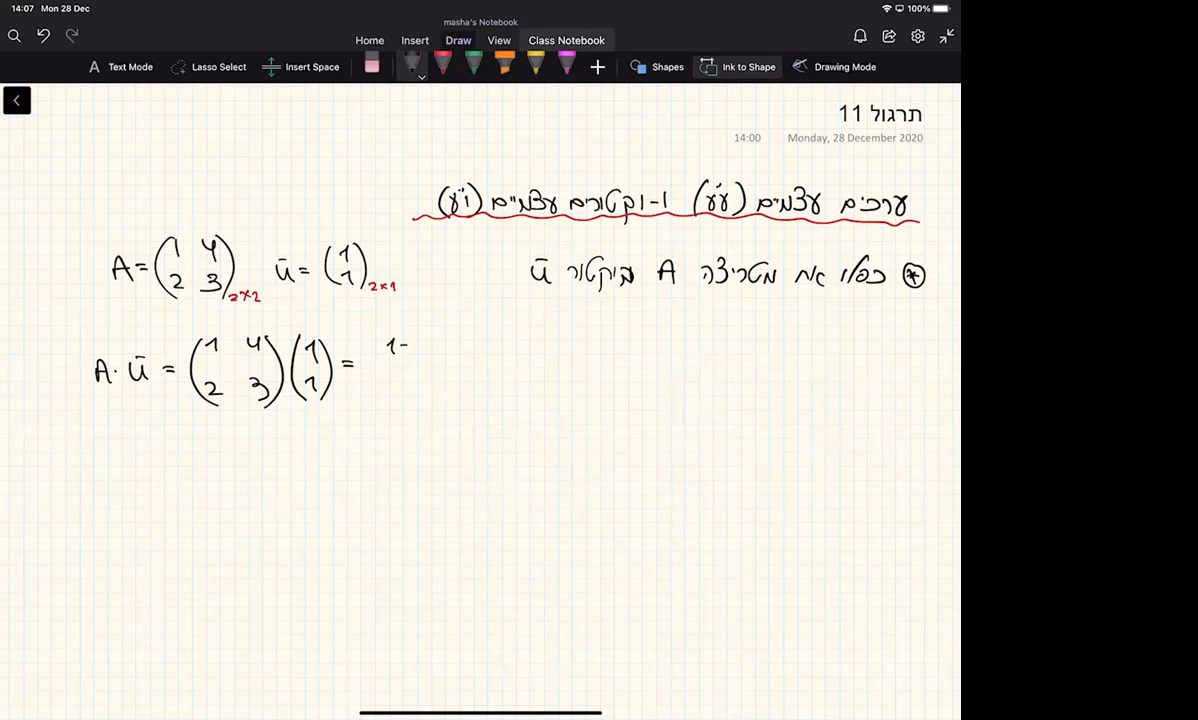 14:07 Mon 28 Dec
100%
masha's Notebook
Home Insert Draw View Class Notebook
Text Mode Lasso Select Insert Space Shapes Ink to Shape Drawing Mode
תרגול 11
14:00 Monday, 28 December 2020
ערכים עצמים (ע"ע) ו-וקטורים עצמיים (ו"ע)
⊛ כפלו את מטריצה A בויקטור ū
A = (1 4 2 3) 2×2 ū = (1 1) 2×1
A · ū = (1 4 2 3) (1 1) = 1-